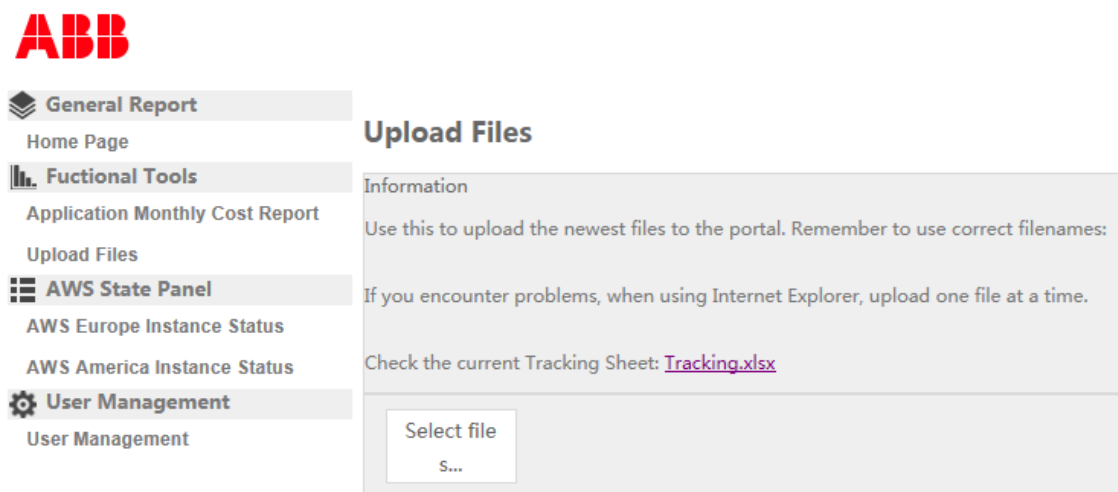 ABB
General Report
Home Page
Fuctional Tools
Application Monthly Cost Report
Upload Files
AWS State Panel
AWS Europe Instance Status
AWS America Instance Status
User Management
User Management
Upload Files
Information
Use this to upload the newest files to the portal. Remember to use correct filenames:
If you encounter problems, when using Internet Explorer, upload one file at a time.
Check the current Tracking Sheet: Tracking.xlsx
Select file
s...